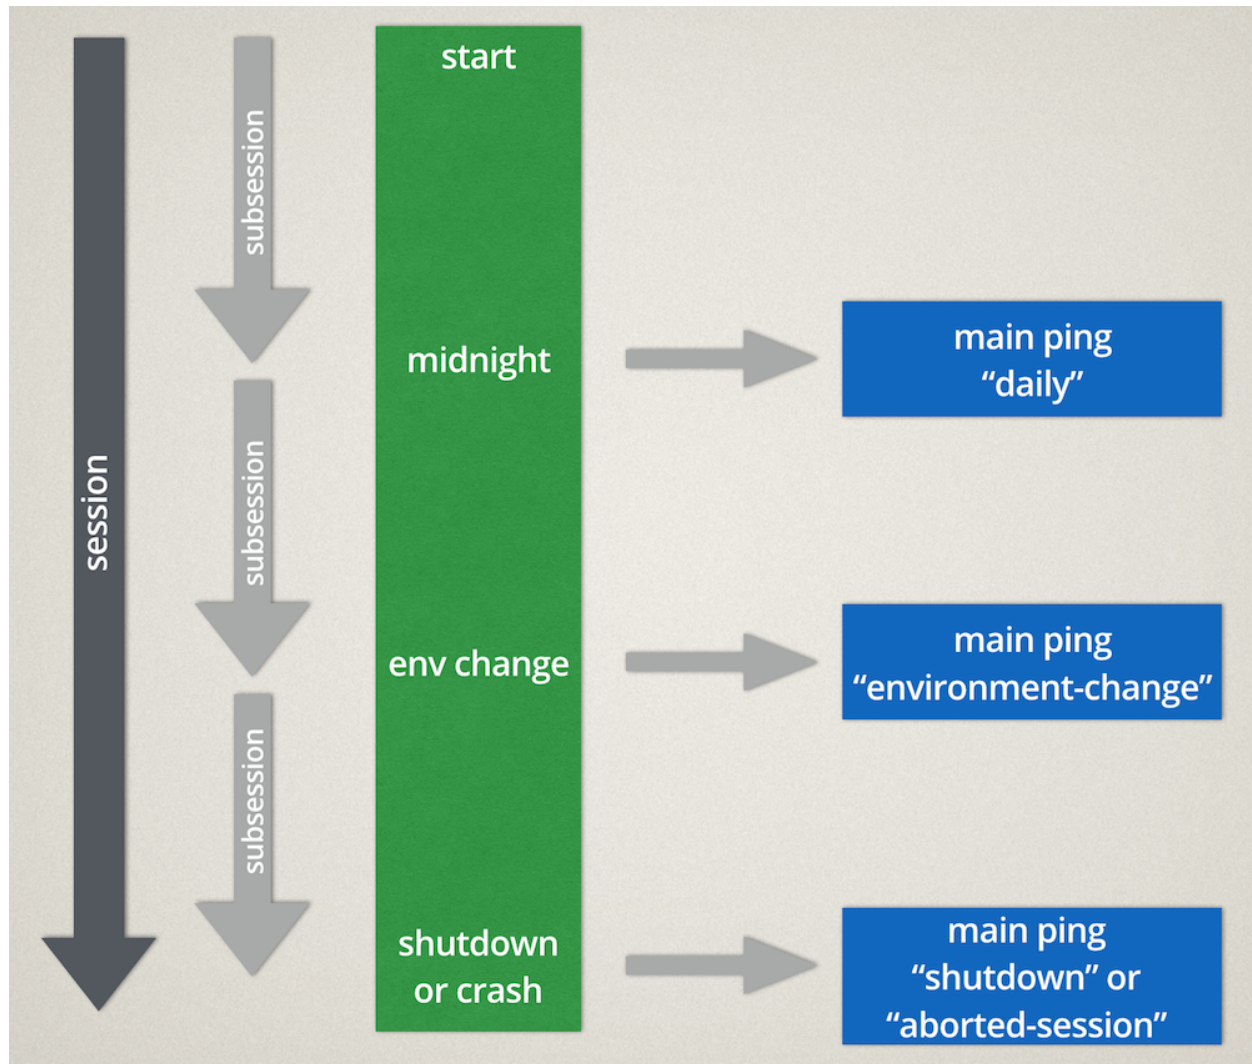 session
subsession
subsession
subsession
start
midnight
env change
shutdown
or crash
main ping
“daily”
main ping
“environment-change”
main ping
“shutdown” or
“aborted-session”